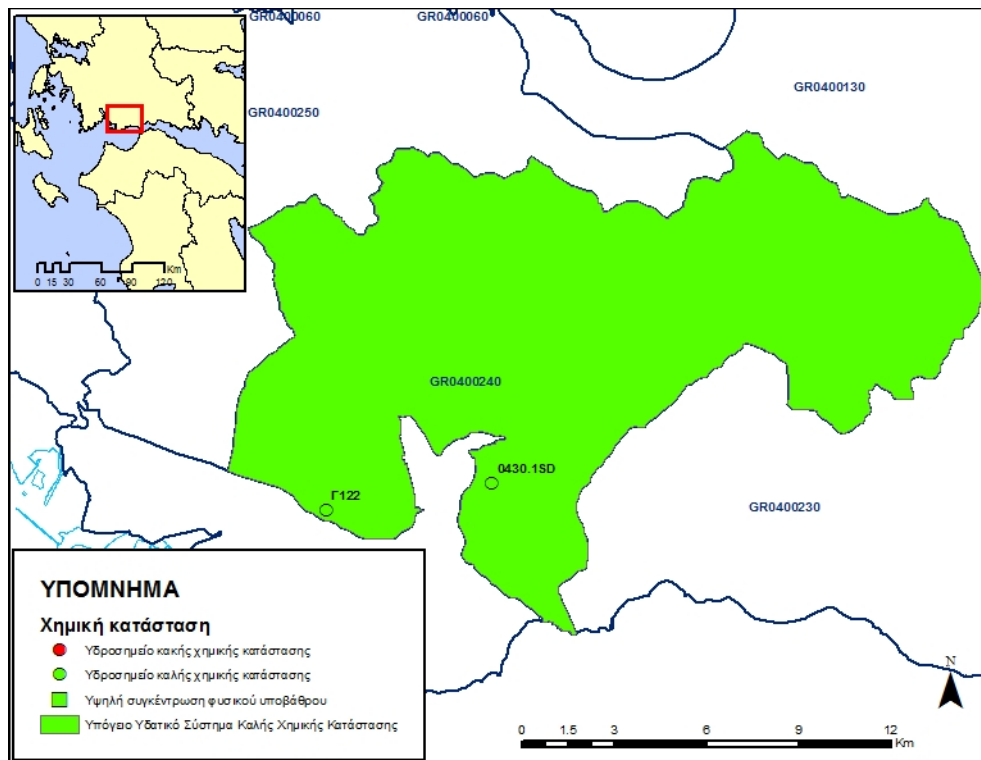 GR0400060
GR0400060
GR0400130
GR0400250
Km
0 15 30 60 90 120
GR0400240
0430.1SD
Γ122
GR0400230
ΥΠΟΜΝΗΜΑ
Χημική κατάσταση
Υδροσημείο κακής χημικής κατάστασης
Υδροσημείο καλής χημικής κατάστασης
Υψηλή συγκέντρωση φυσικού υποβάθρου
Υπόγειο Υδατικό Σύστημα Καλής Χημικής Κατάστασης
N
0 1.5 3 6 9 12
Km